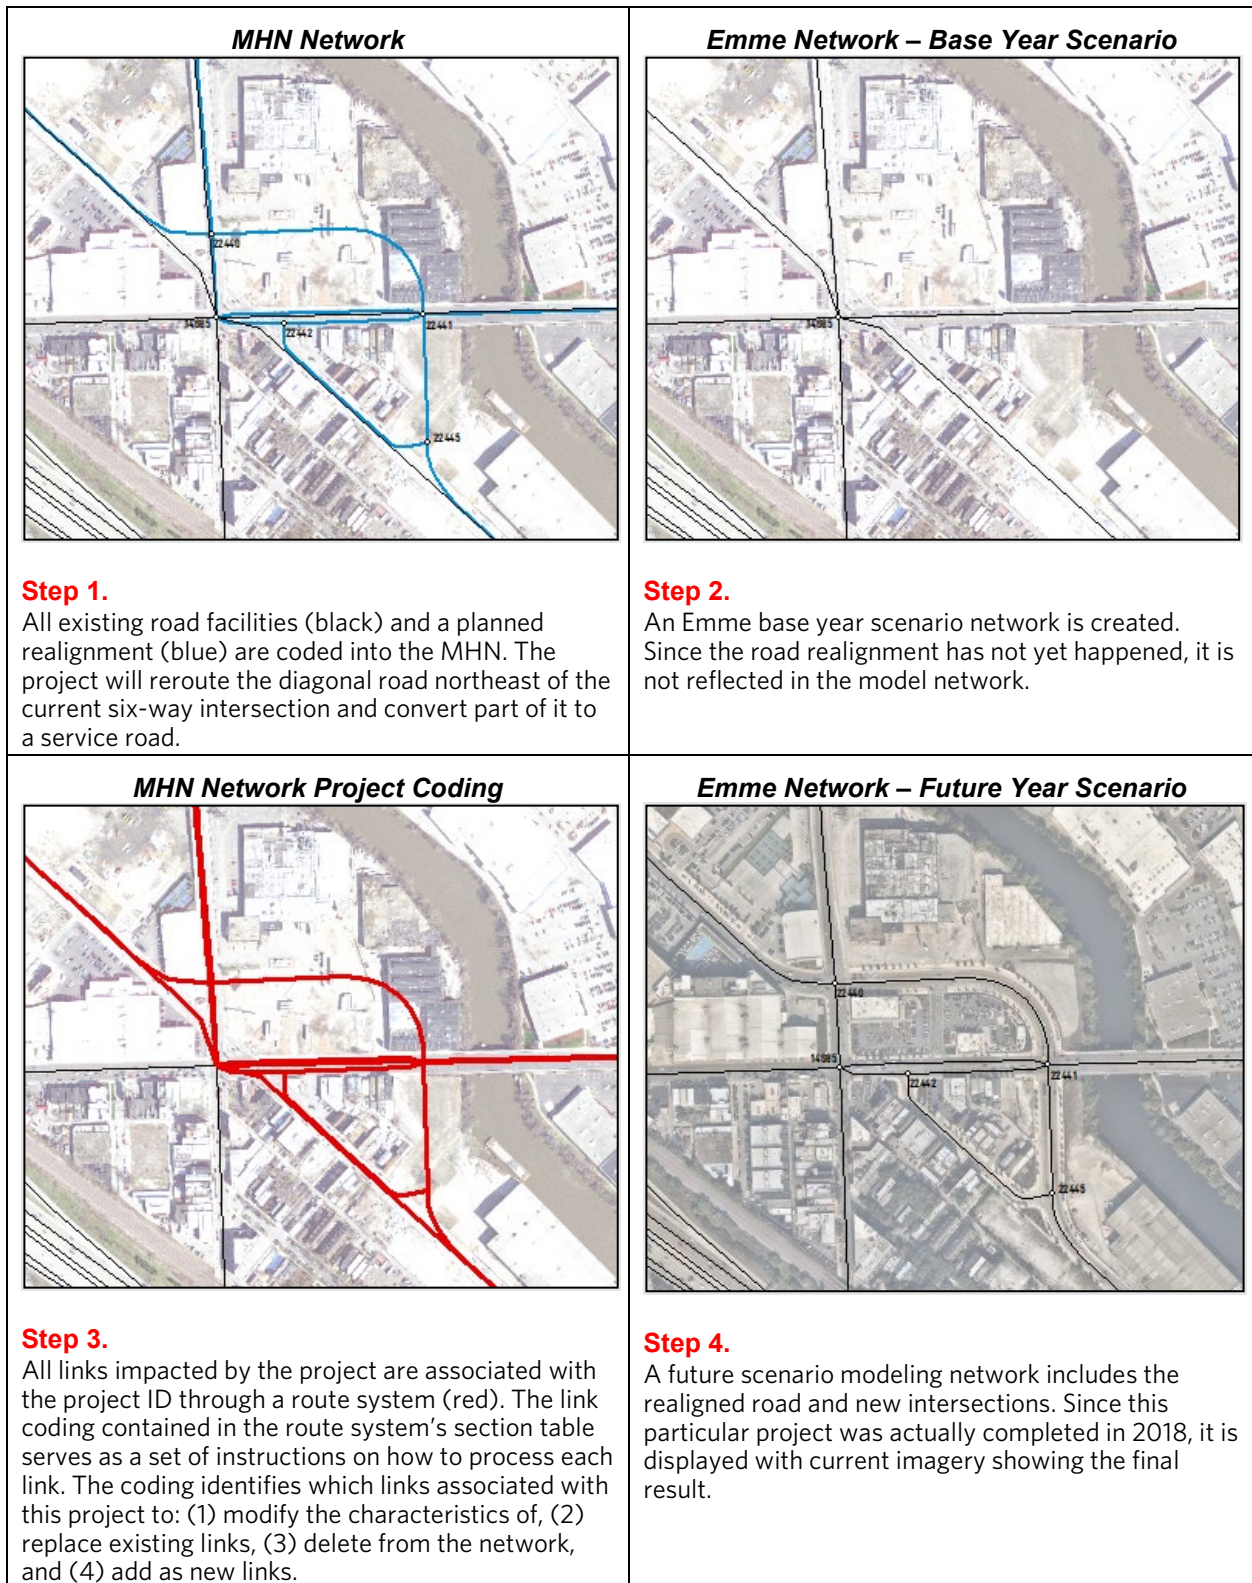 MHN Network
22440
14885
22441
22442
22445
Step 1.
All existing road facilities (black) and a planned
realignment (blue) are coded into the MHN. The
project will reroute the diagonal road northeast of the
current six-way intersection and convert part of it to
a service road.
Emme Network – Base Year Scenario
14885
Step 2.
An Emme base year scenario network is created.
Since the road realignment has not yet happened, it is
not reflected in the model network.
MHN Network Project Coding
Step 3.
All links impacted by the project are associated with
the project ID through a route system (red). The link
coding contained in the route system’s section table
serves as a set of instructions on how to process each
link. The coding identifies which links associated with
this project to: (1) modify the characteristics of, (2)
replace existing links, (3) delete from the network,
and (4) add as new links.
Emme Network – Future Year Scenario
22440
14885
22441
22442
22445
Step 4.
A future scenario modeling network includes the
realigned road and new intersections. Since this
particular project was actually completed in 2018, it is
displayed with current imagery showing the final
result.